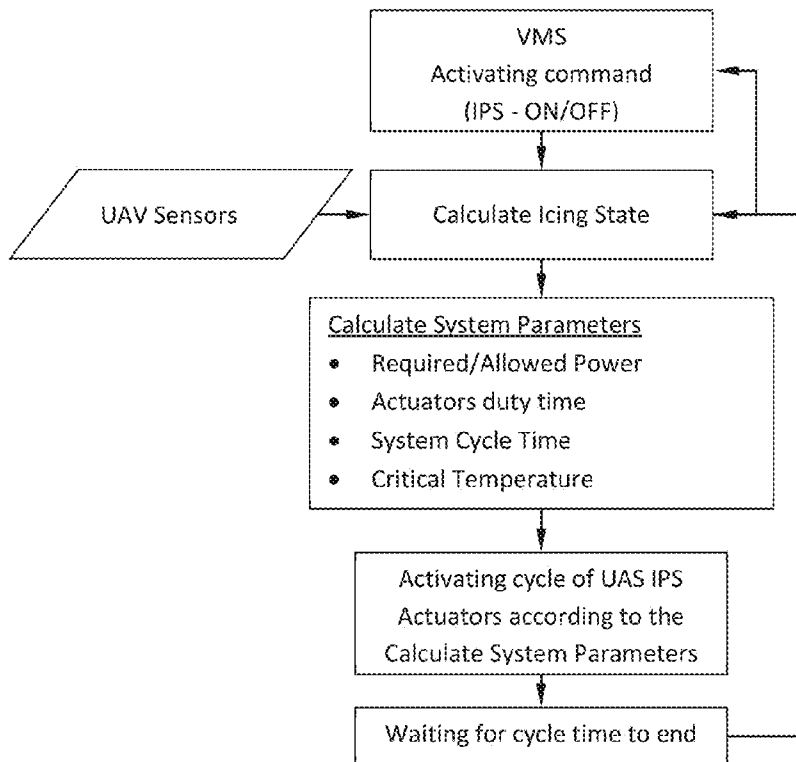 VMS
Activating command
(IPS - ON/OFF)
UAV Sensors
Calculate Icing State
Calculate System Parameters
• Required/Allowed Power
• Actuators duty time
• System Cycle Time
• Critical Temperature
Activating cycle of UAS IPS
Actuators according to the
Calculate System Parameters
Waiting for cycle time to end